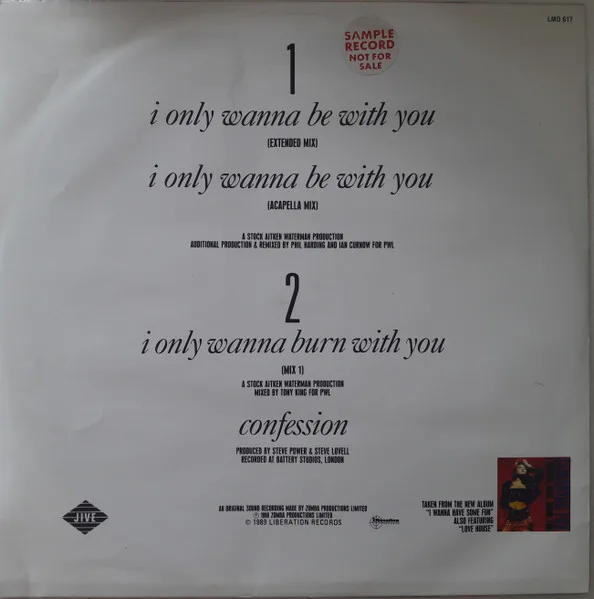 LMD 617
SAMPLE
RECORD
NOT FOR
SALE
1
i only wanna be with you
(EXTENDED MIX)
i only wanna be with you
(ACAPELLA MIX)
A STOCK AITKEN WATERMAN PRODUCTION
ADDITIONAL PRODUCTION & REMIXED BY PHIL HARDING AND IAN CURNOW FOR PWL
2
i only wanna burn with you
(MIX 1)
A STOCK AITKEN WATERMAN PRODUCTION
MIXED BY TONY KING FOR PWL
confession
PRODUCED BY STEVE POWER & STEVE LOVELL
RECORDED AT BATTERY STUDIOS, LONDON
JIVE
AN ORIGINAL SOUND RECORDING MADE BY ZOMBA PRODUCTIONS LIMITED
℗ 1988 ZOMBA PRODUCTIONS LIMITED
© 1989 LIBERATION RECORDS
Liberation
TAKEN FROM THE NEW ALBUM
"I WANNA HAVE SOME FUN"
ALSO FEATURING
"LOVE HOUSE"